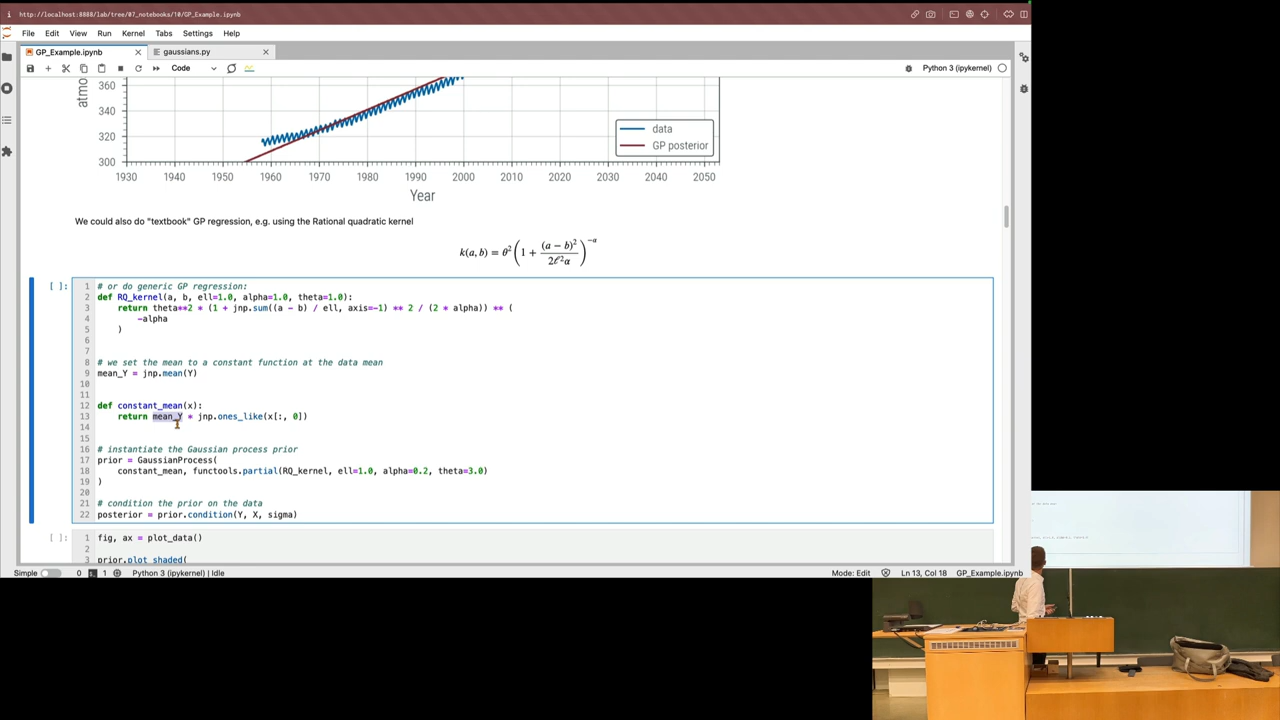 http://localhost:8888/lab/tree/07_notebooks/10/GP_Example.ipynb
File Edit View Run Kernel Tabs Settings Help
GP_Example.ipynb gaussians.py
Code Python 3 (ipykernel)
atmo
360
340
320
300
data
GP posterior
1930 1940 1950 1960 1970 1980 1990 2000 2010 2020 2030 2040 2050
Year
We could also do "textbook" GP regression, e.g. using the Rational quadratic kernel
k(a, b) = θ² (1 + (a − b)² / 2ℓ²α)^−α
[ ]:
1 # or do generic GP regression:
2 def RQ_kernel(a, b, ell=1.0, alpha=1.0, theta=1.0):
3 return theta**2 * (1 + jnp.sum((a - b) / ell, axis=-1) ** 2 / (2 * alpha)) ** (
4 -alpha
5 )
6
7
8 # we set the mean to a constant function at the data mean
9 mean_Y = jnp.mean(Y)
10
11
12 def constant_mean(x):
13 return mean_Y * jnp.ones_like(x[:, 0])
14
15
16 # instantiate the Gaussian process prior
17 prior = GaussianProcess(
18 constant_mean, functools.partial(RQ_kernel, ell=1.0, alpha=0.2, theta=3.0)
19 )
20
21 # condition the prior on the data
22 posterior = prior.condition(Y, X, sigma)
[ ]:
1 fig, ax = plot_data()
2
3 prior.plot_shaded(
Simple 0 1 Python 3 (ipykernel) | Idle Mode: Edit Ln 13, Col 18 GP_Example.ipynb